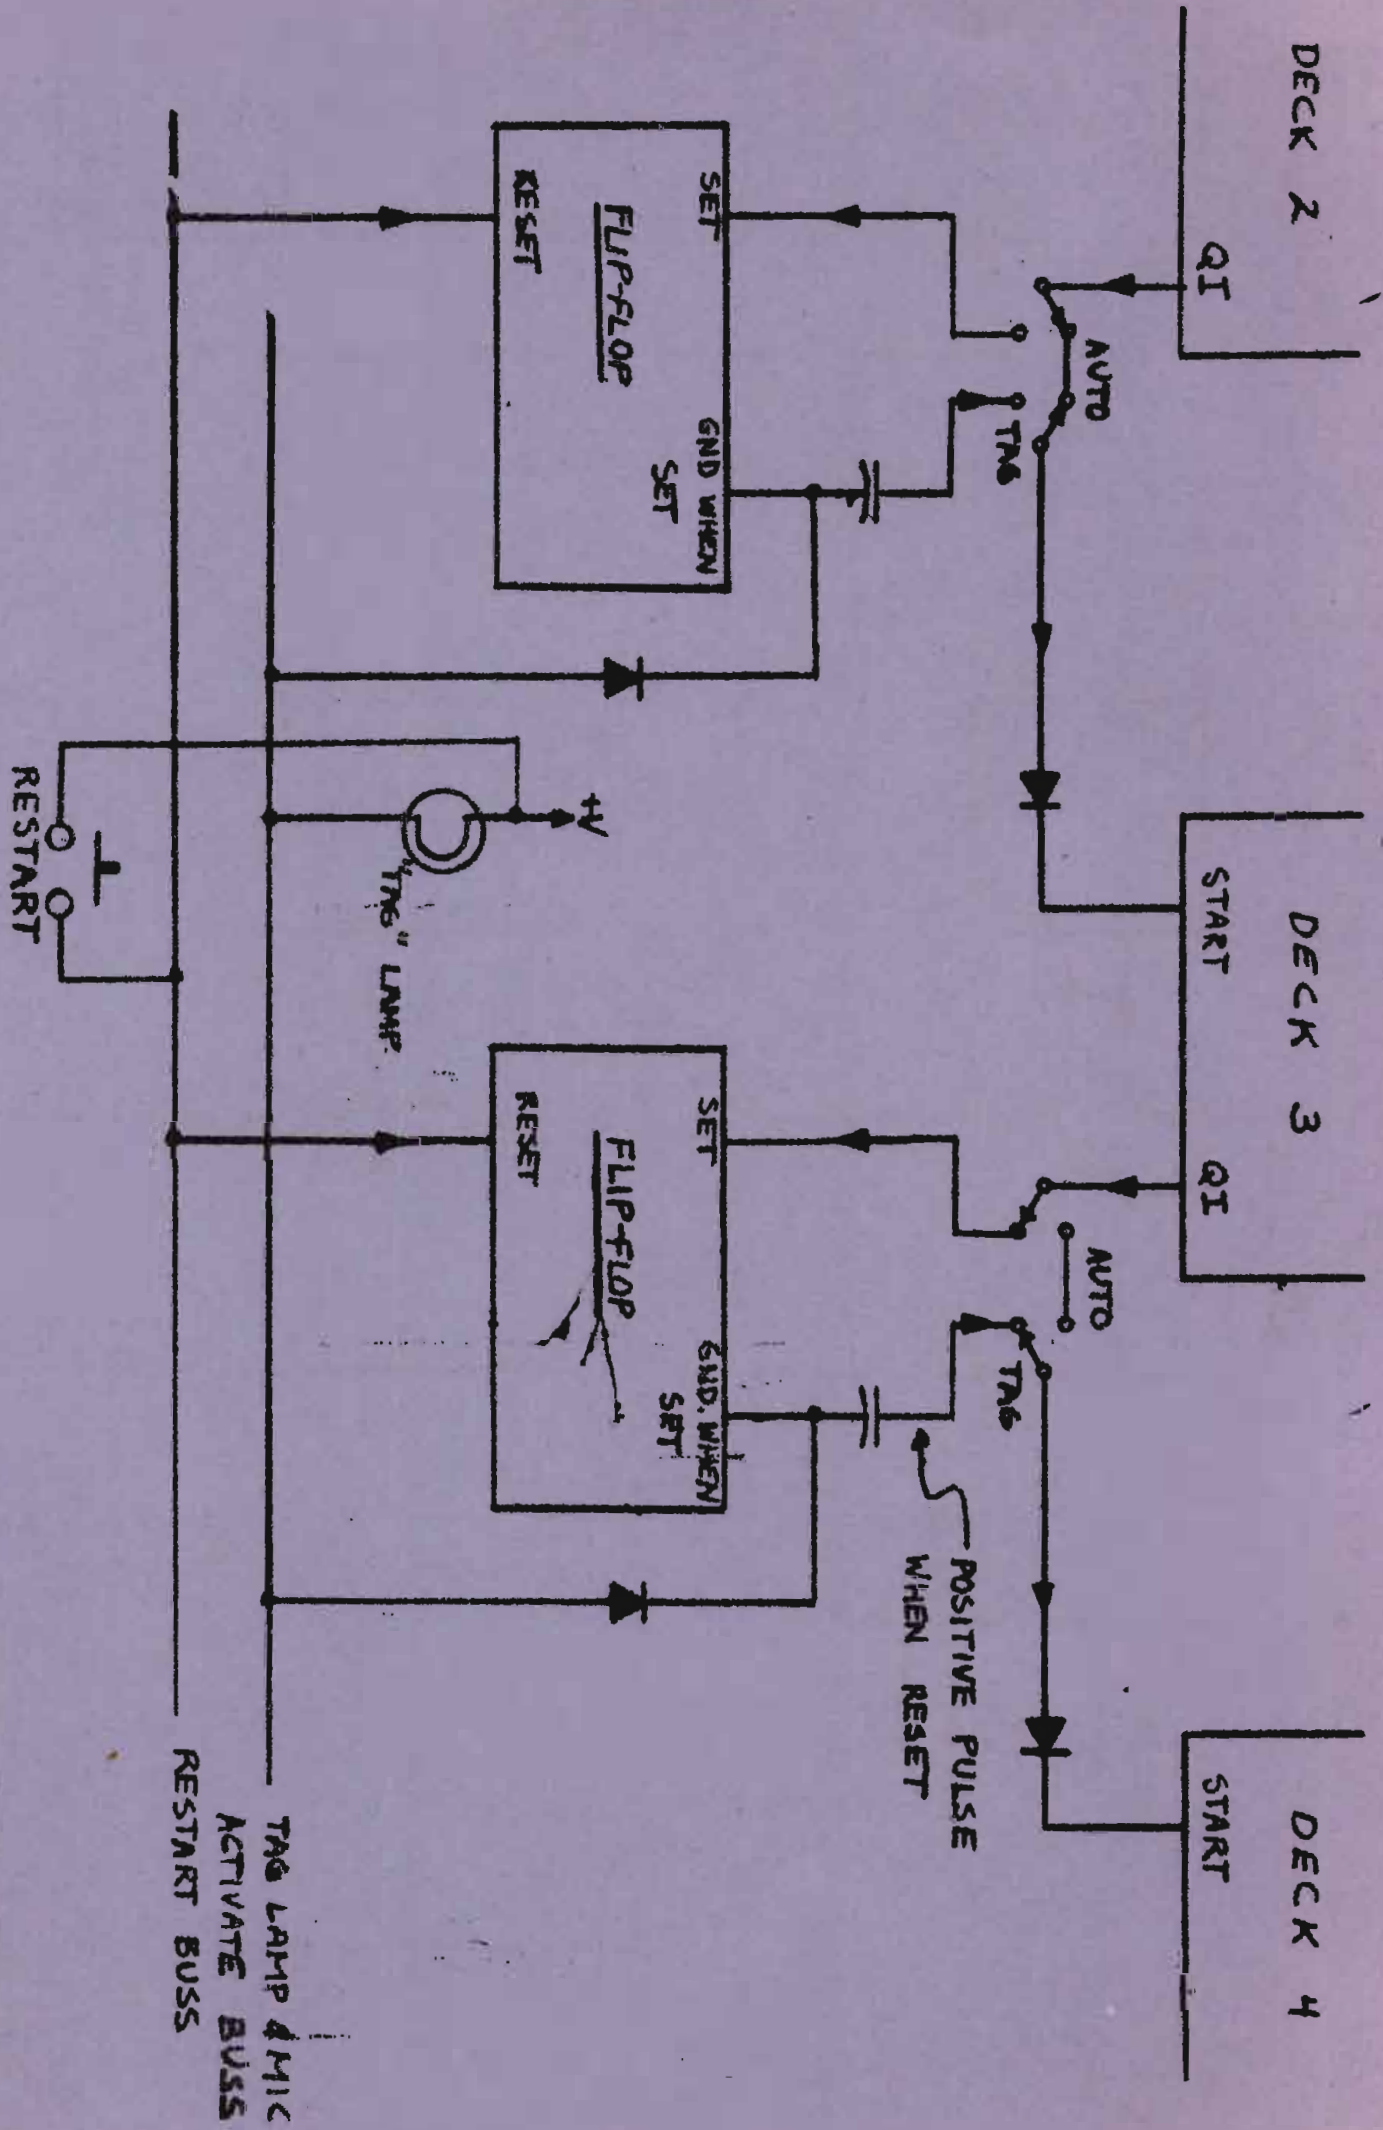 DECK 2
DECK 3
DECK 4
QI
START
QI
START
AUTO
AUTO
TAG
TAG
POSITIVE PULSE
WHEN RESET
SET
GND WHEN
SET
FLIP-FLOP
RESET
SET
GND. WHEN
SET
FLIP-FLOP
RESET
+V
"TAG" LAMP
TAG LAMP & MIC
ACTIVATE BUSS
RESTART BUSS
RESTART